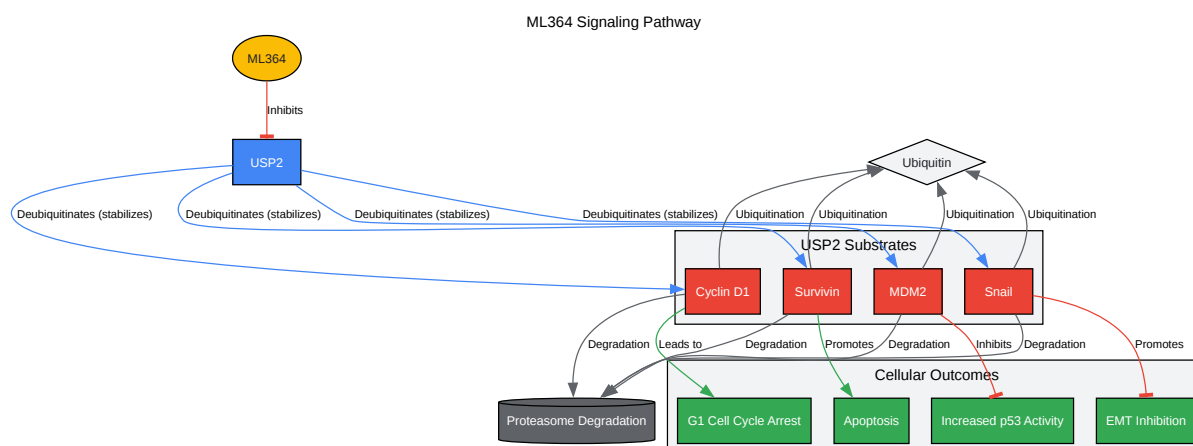 ML364 Signaling Pathway
ML364
Inhibits
USP2
Ubiquitin
Deubiquitinates (stabilizes)
Deubiquitinates (stabilizes)
Deubiquitinates (stabilizes)
Deubiquitinates (stabilizes)
Ubiquitination
Ubiquitination
Ubiquitination
Ubiquitination
USP2 Substrates
Cyclin D1
Survivin
MDM2
Snail
Degradation
Leads to
Degradation
Promotes
Degradation
Inhibits
Degradation
Promotes
Cellular Outcomes
Proteasome Degradation
G1 Cell Cycle Arrest
Apoptosis
Increased p53 Activity
EMT Inhibition